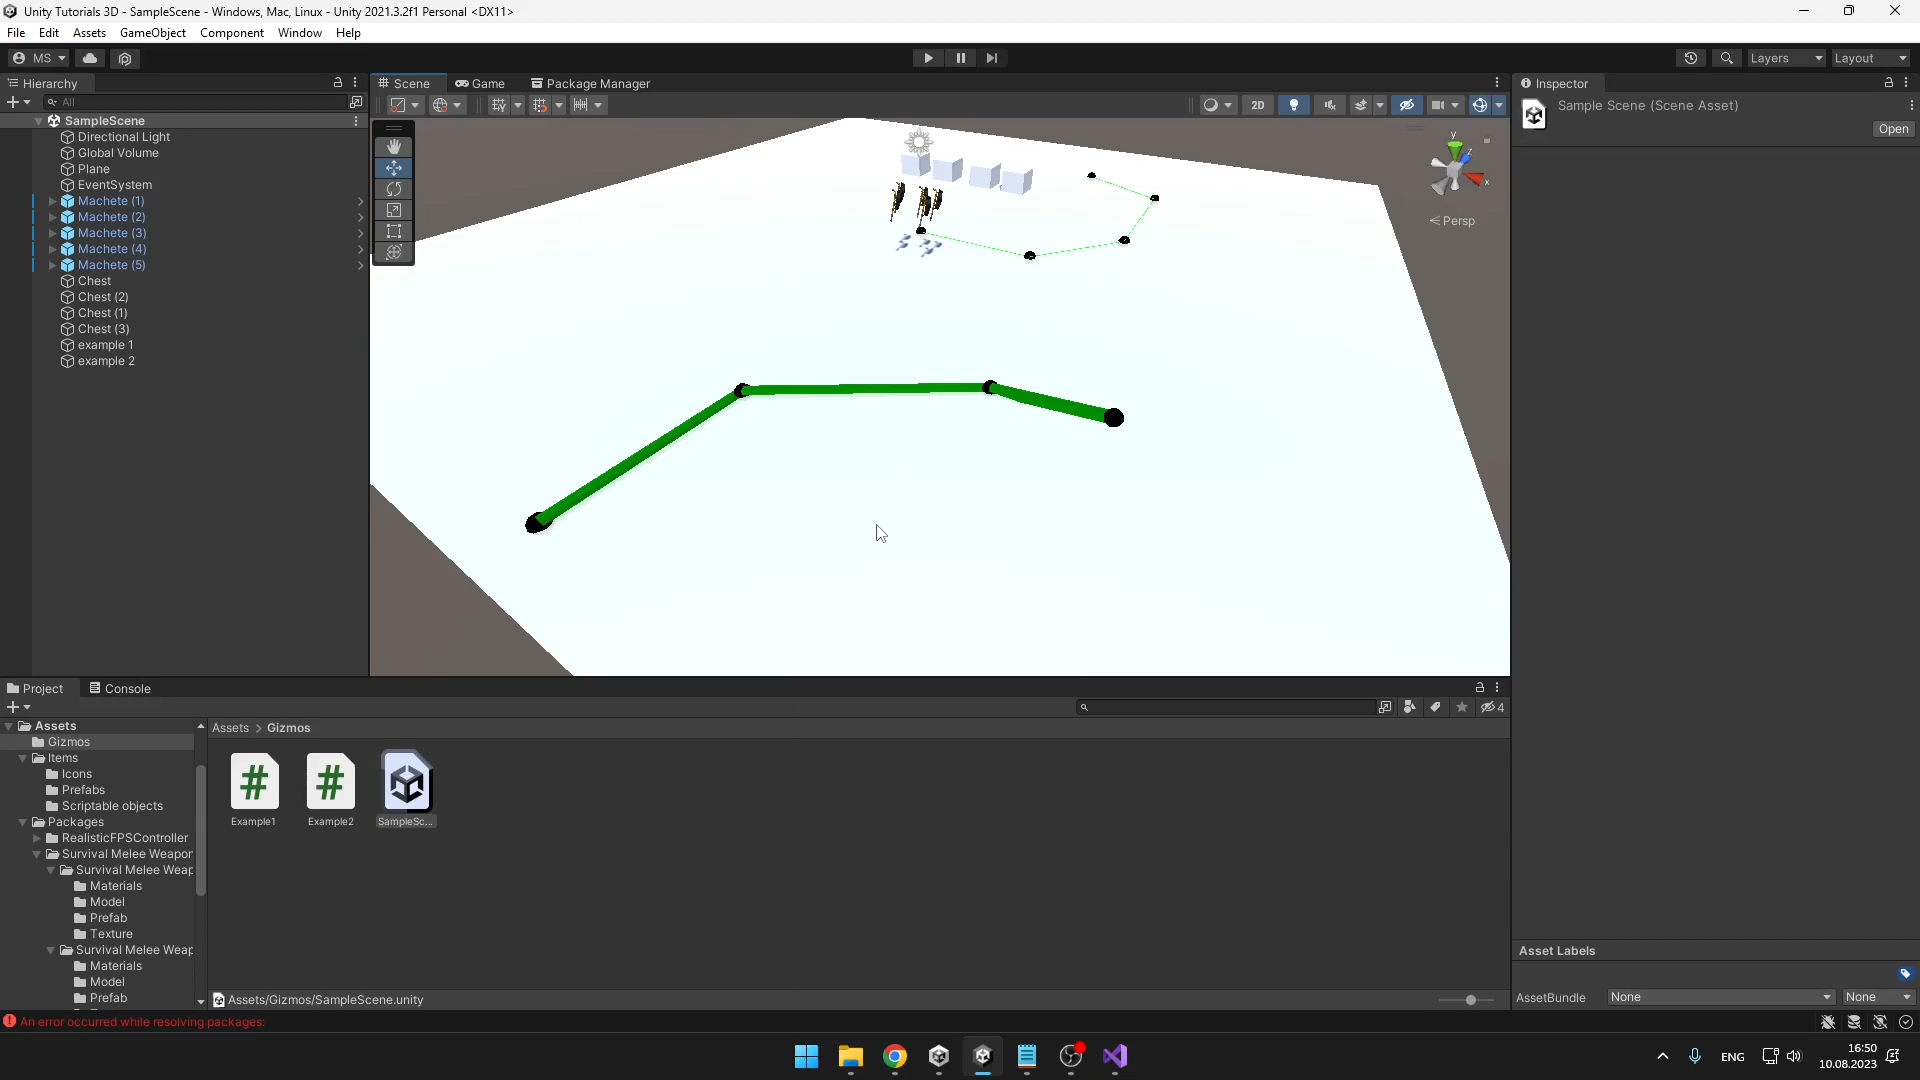 Unity Tutorials 3D - SampleScene - Windows, Mac, Linux - Unity 2021.3.2f1 Personal <DX11>
File Edit Assets GameObject Component Window Help
MS Layers Layout
Hierarchy
All
SampleScene
Directional Light
Global Volume
Plane
EventSystem
Machete (1)
Machete (2)
Machete (3)
Machete (4)
Machete (5)
Chest
Chest (2)
Chest (1)
Chest (3)
example 1
example 2
Scene Game Package Manager
2D
y
z
x
Persp
Inspector
Sample Scene (Scene Asset)
Open
Project Console
4
Assets
Gizmos
Items
Icons
Prefabs
Scriptable objects
Packages
RealisticFPSController
Survival Melee Weapon
Survival Melee Weap
Materials
Model
Prefab
Texture
Survival Melee Weap
Materials
Model
Prefab
Assets > Gizmos
Example1 Example2 SampleSc...
Assets/Gizmos/SampleScene.unity
Asset Labels
AssetBundle None None
An error occurred while resolving packages:
ENG
16:50
10.08.2023